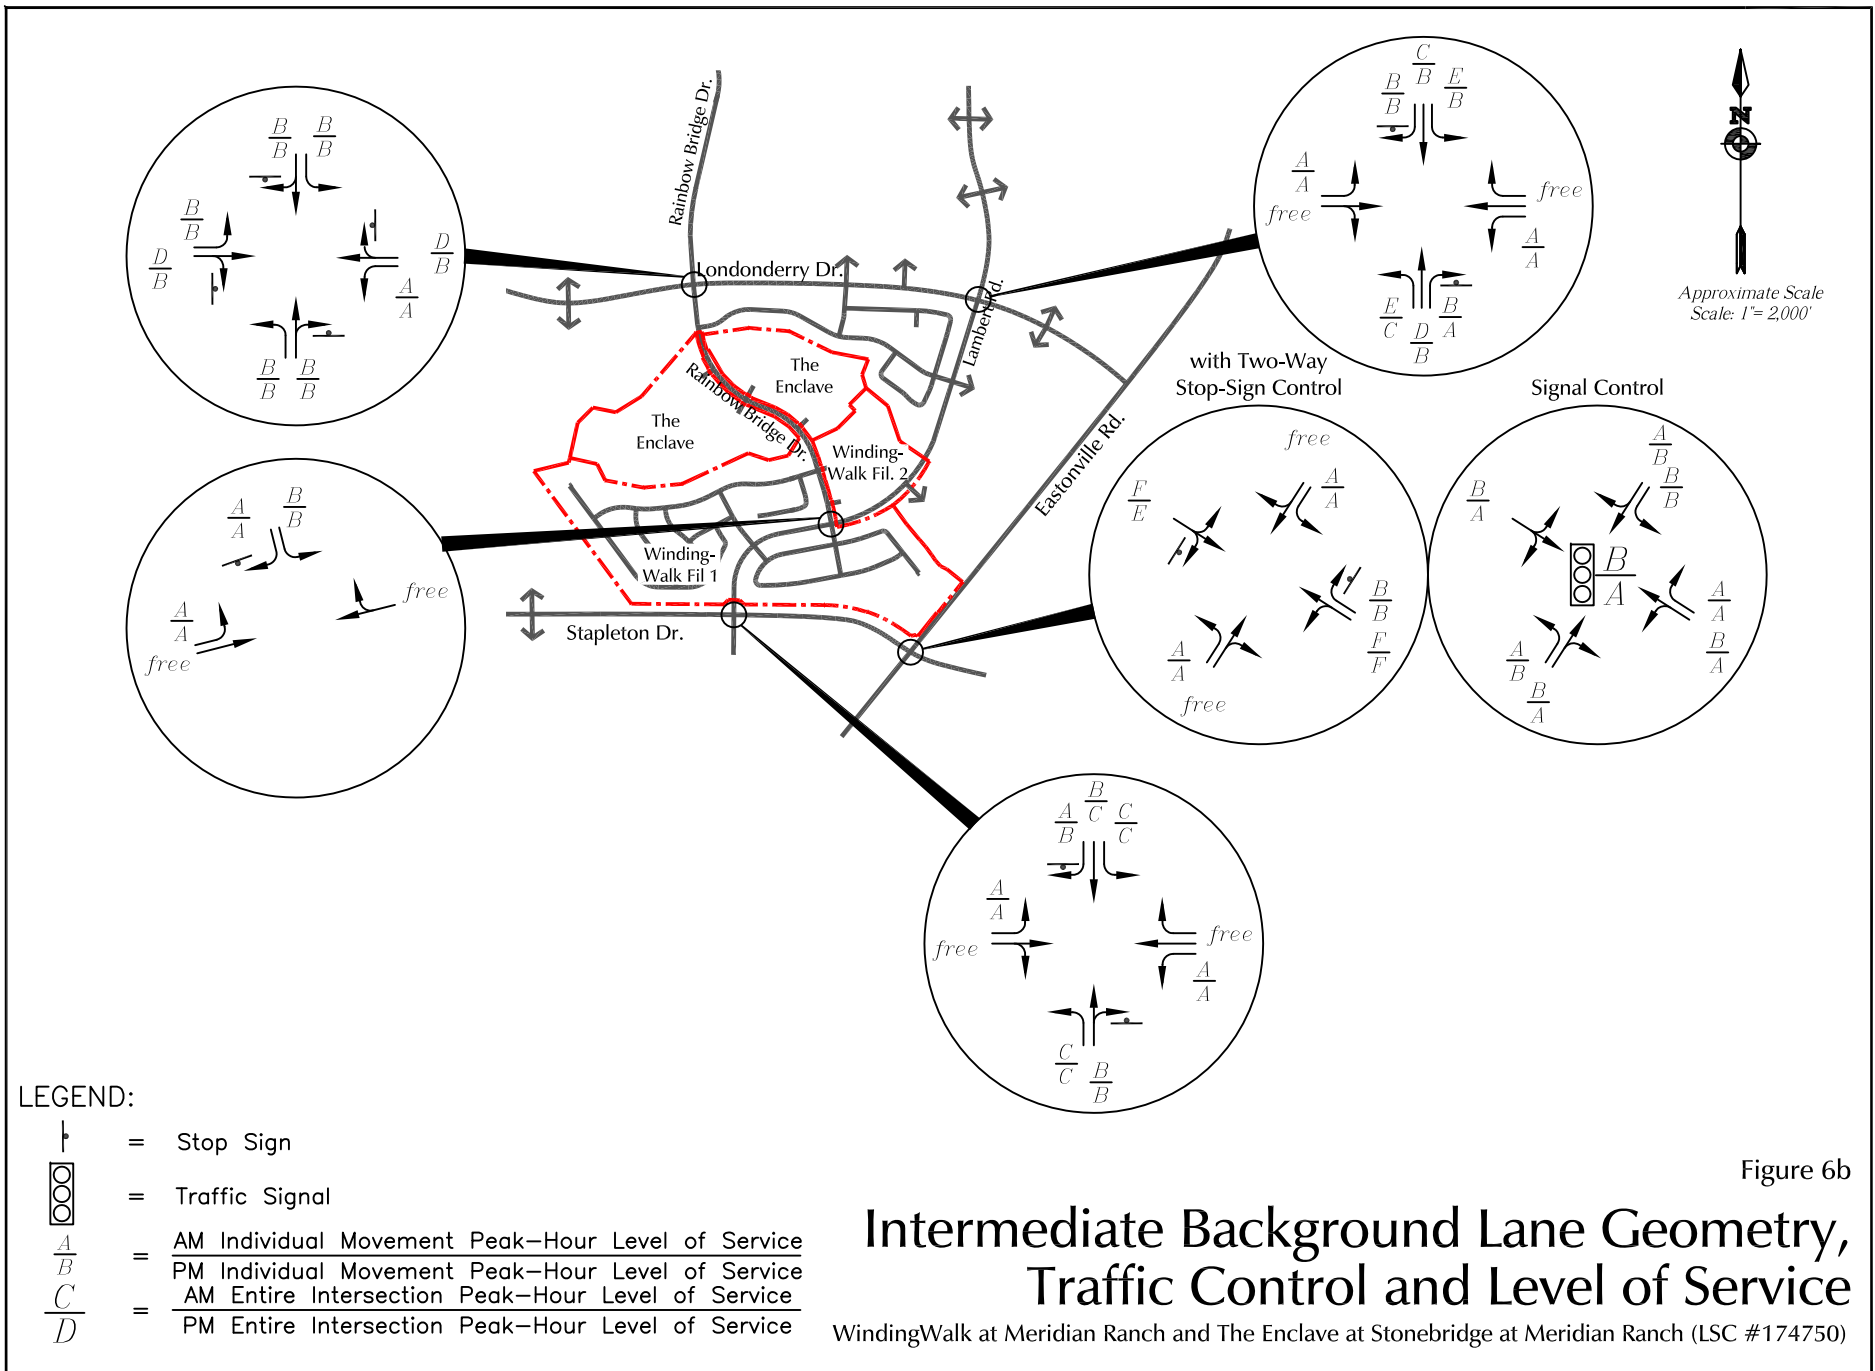 Rainbow Bridge Dr.
Londonderry Dr.
Lambert Rd.
Eastonville Rd.
Rainbow Bridge Dr.
Stapleton Dr.
The
Enclave
The
Enclave
Winding-
Walk Fil. 2
Winding-
Walk Fil 1
N
Approximate Scale
Scale: 1"= 2,000'
B
B
B
B
B
B
D
B
D
B
A
A
B
B
B
B
C
B
B
B
E
B
A
A
free
free
A
A
E
C
D
B
B
A
A
A
B
B
A
A
free
free
with Two-Way
Stop-Sign Control
free
F
E
A
A
B
B
F
F
A
A
free
Signal Control
A
B
B
B
B
A
B
A
A
A
B
A
A
B
B
A
A
B
B
C
C
C
A
A
free
free
A
A
C
C
B
B
LEGEND:
= Stop Sign
= Traffic Signal
A
B
= AM Individual Movement Peak-Hour Level of Service
PM Individual Movement Peak-Hour Level of Service
C
D
= AM Entire Intersection Peak-Hour Level of Service
PM Entire Intersection Peak-Hour Level of Service
Figure 6b
Intermediate Background Lane Geometry,
Traffic Control and Level of Service
WindingWalk at Meridian Ranch and The Enclave at Stonebridge at Meridian Ranch (LSC #174750)